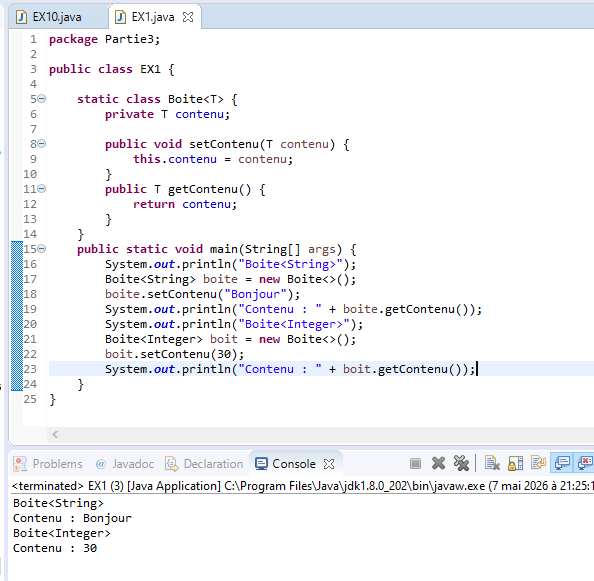 EX10.java EX1.java
1 package Partie3;
2
3 public class EX1 {
4
5 static class Boite<T> {
6 private T contenu;
7
8 public void setContenu(T contenu) {
9 this.contenu = contenu;
10 }
11 public T getContenu() {
12 return contenu;
13 }
14 }
15 public static void main(String[] args) {
16 System.out.println("Boite<String>");
17 Boite<String> boite = new Boite<>();
18 boite.setContenu("Bonjour");
19 System.out.println("Contenu : " + boite.getContenu());
20 System.out.println("Boite<Integer>");
21 Boite<Integer> boit = new Boite<>();
22 boit.setContenu(30);
23 System.out.println("Contenu : " + boit.getContenu());
24 }
25 }
Problems @ Javadoc Declaration Console
<terminated> EX1 (3) [Java Application] C:\Program Files\Java\jdk1.8.0_202\bin\javaw.exe (7 mai 2026 à 21:25:1
Boite<String>
Contenu : Bonjour
Boite<Integer>
Contenu : 30